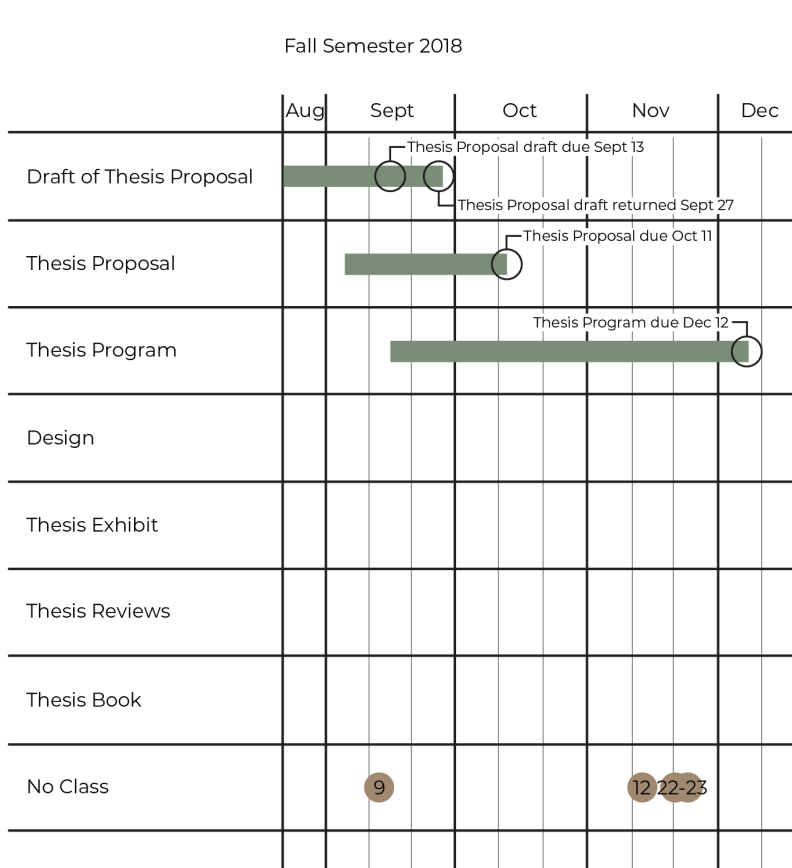 Fall Semester 2018
Aug Sept Oct Nov Dec
Thesis Proposal draft due Sept 13
Draft of Thesis Proposal
Thesis Proposal draft returned Sept 27
Thesis Proposal due Oct 11
Thesis Proposal
Thesis Program due Dec 12
Thesis Program
Design
Thesis Exhibit
Thesis Reviews
Thesis Book
No Class 9 12 22-23